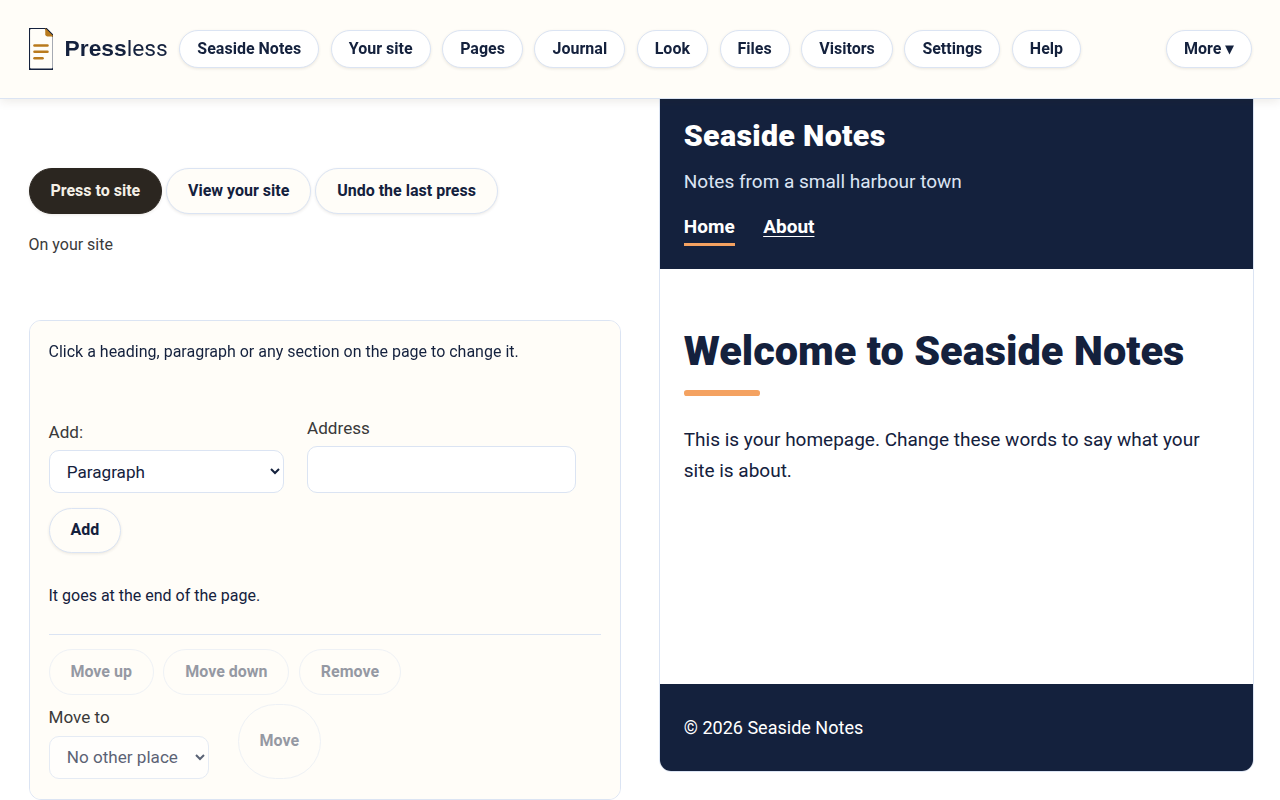 Pressless
Seaside Notes
Your site
Pages
Journal
Look
Files
Visitors
Settings
Help
More ▾
Press to site
View your site
Undo the last press
On your site
Click a heading, paragraph or any section on the page to change it.
Add:
Address
Paragraph
Add
It goes at the end of the page.
Move up
Move down
Remove
Move to
No other place
Move
Seaside Notes
Notes from a small harbour town
Home
About
Welcome to Seaside Notes
This is your homepage. Change these words to say what your
site is about.
© 2026 Seaside Notes